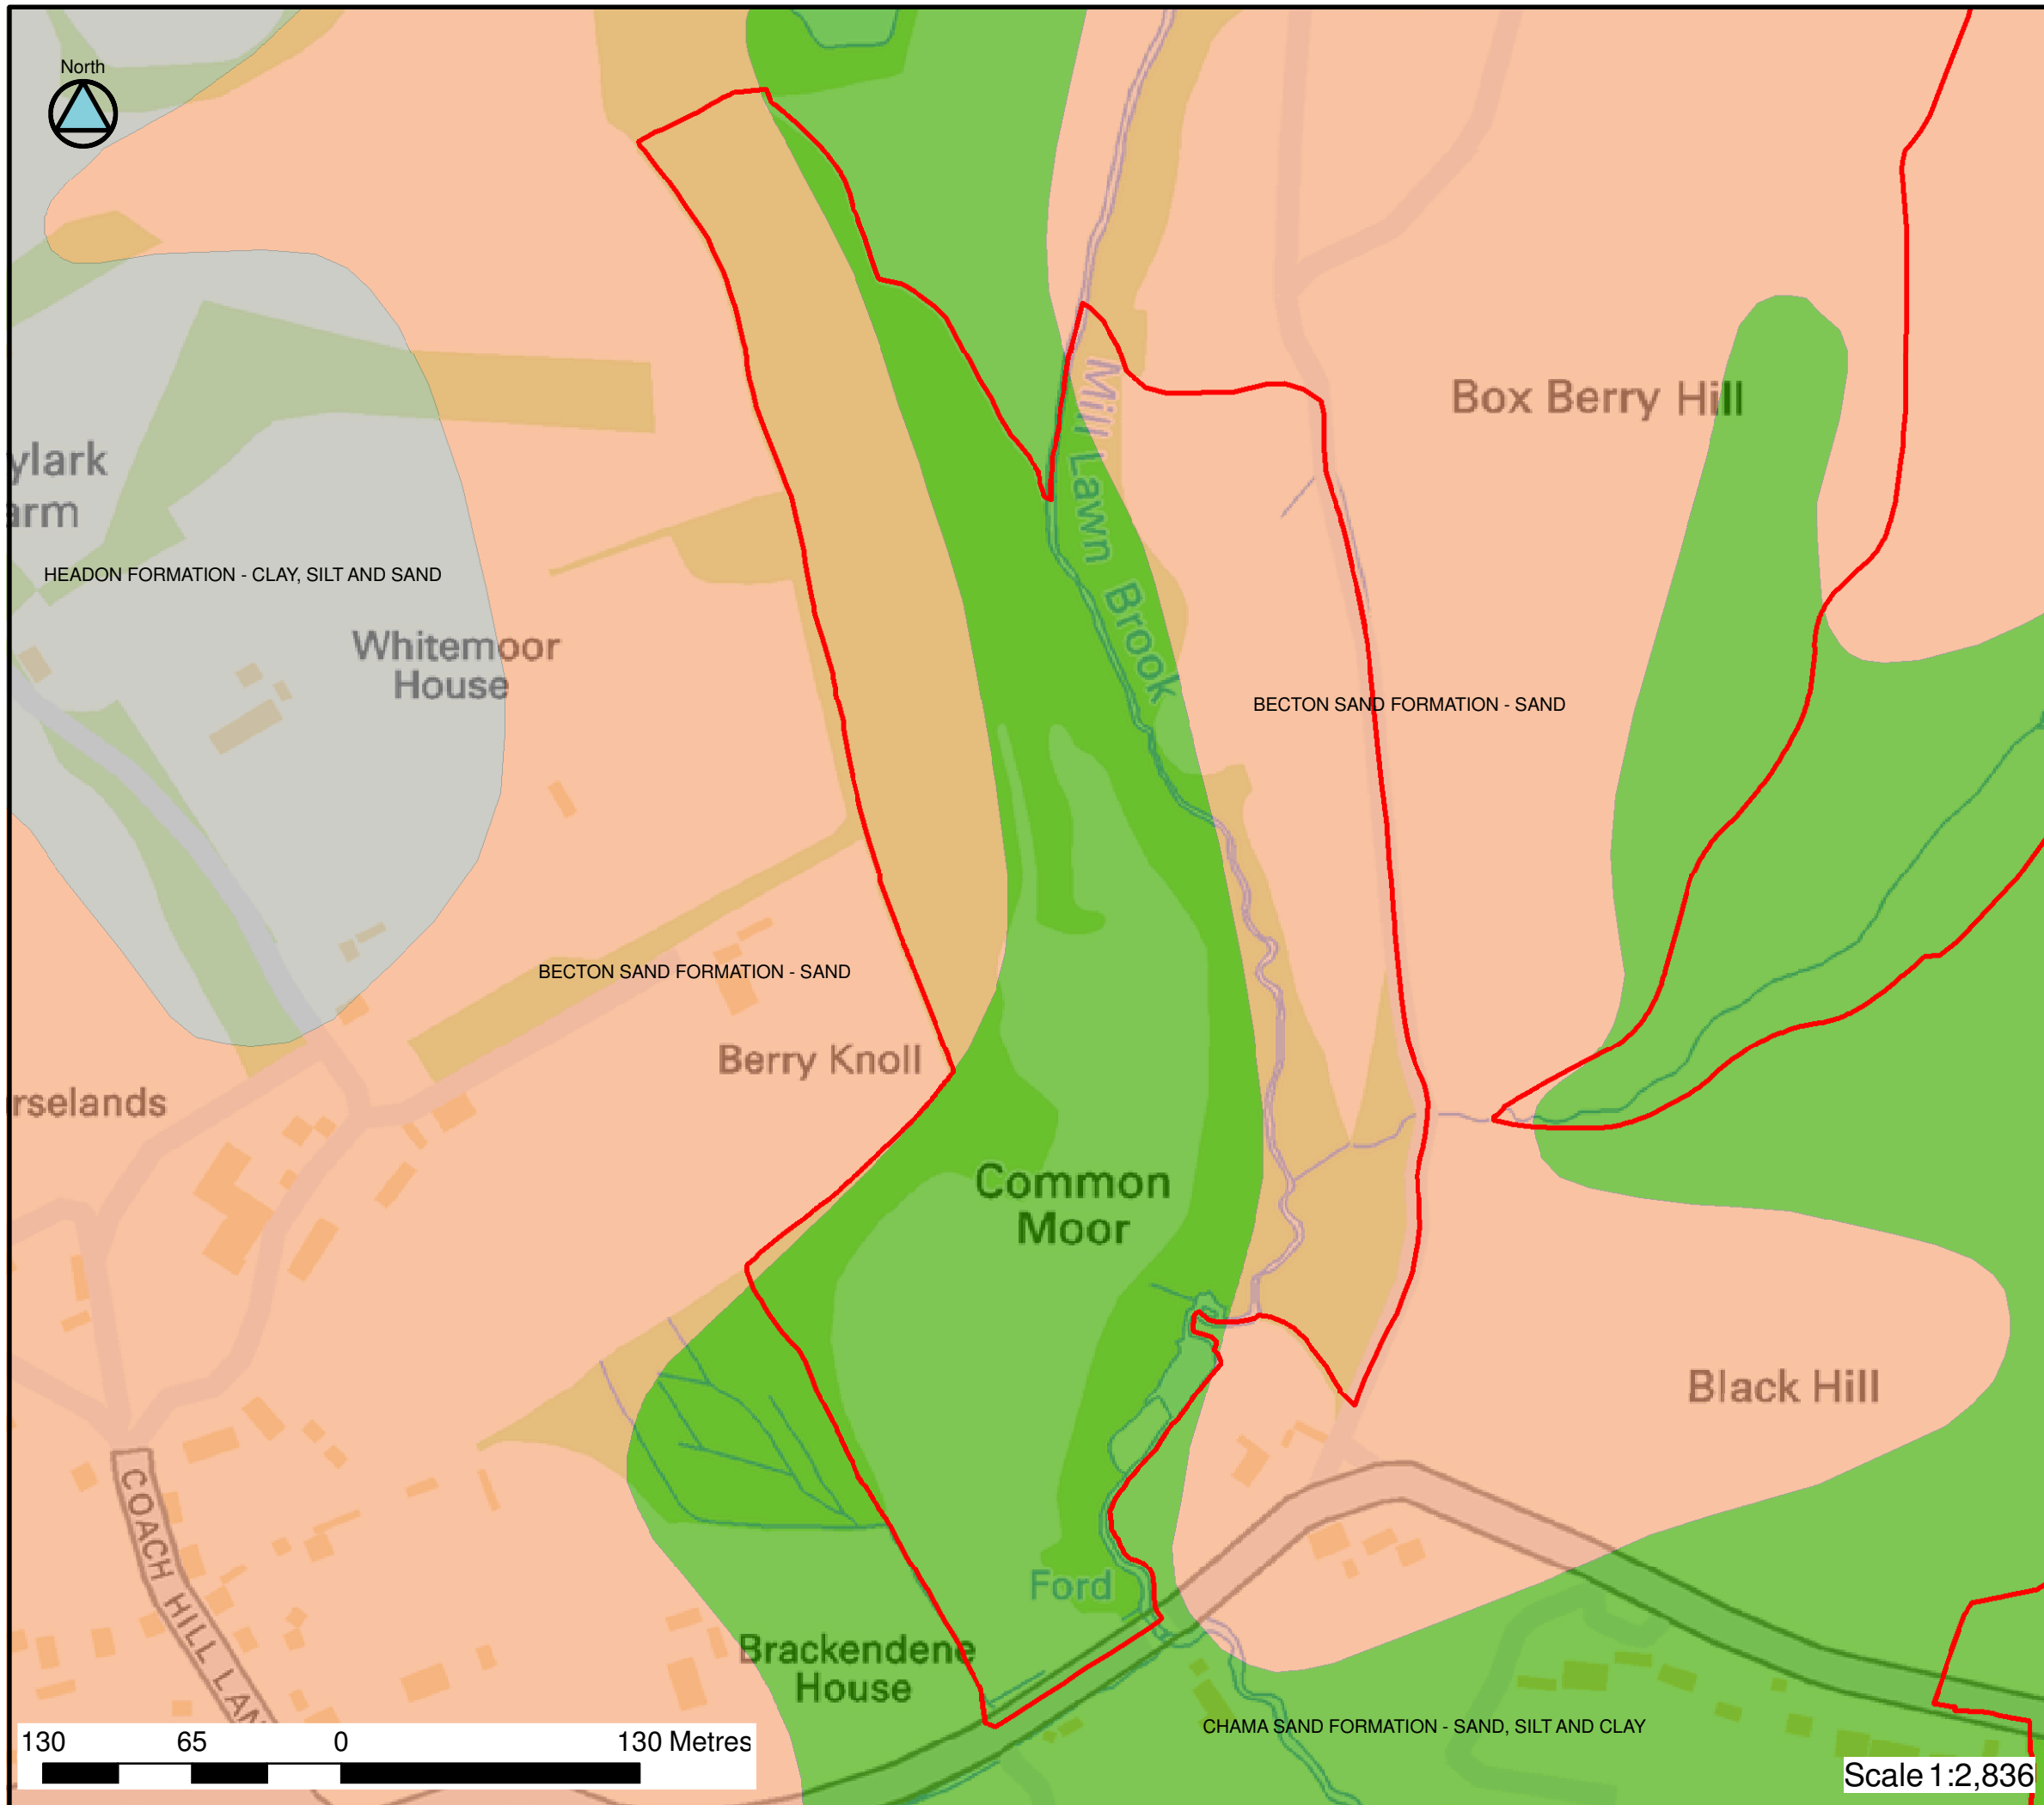 North
Box Berry Hill
ylark
arm
Mill Lawn Brook
HEADON FORMATION - CLAY, SILT AND SAND
Whitemoor
House
BECTON SAND FORMATION - SAND
BECTON SAND FORMATION - SAND
Berry Knoll
rselands
Common
Moor
Black Hill
COACH HILL LAN
Ford
Brackendene
House
CHAMA SAND FORMATION - SAND, SILT AND CLAY
130 65 0 130 Metres
Scale 1:2,836